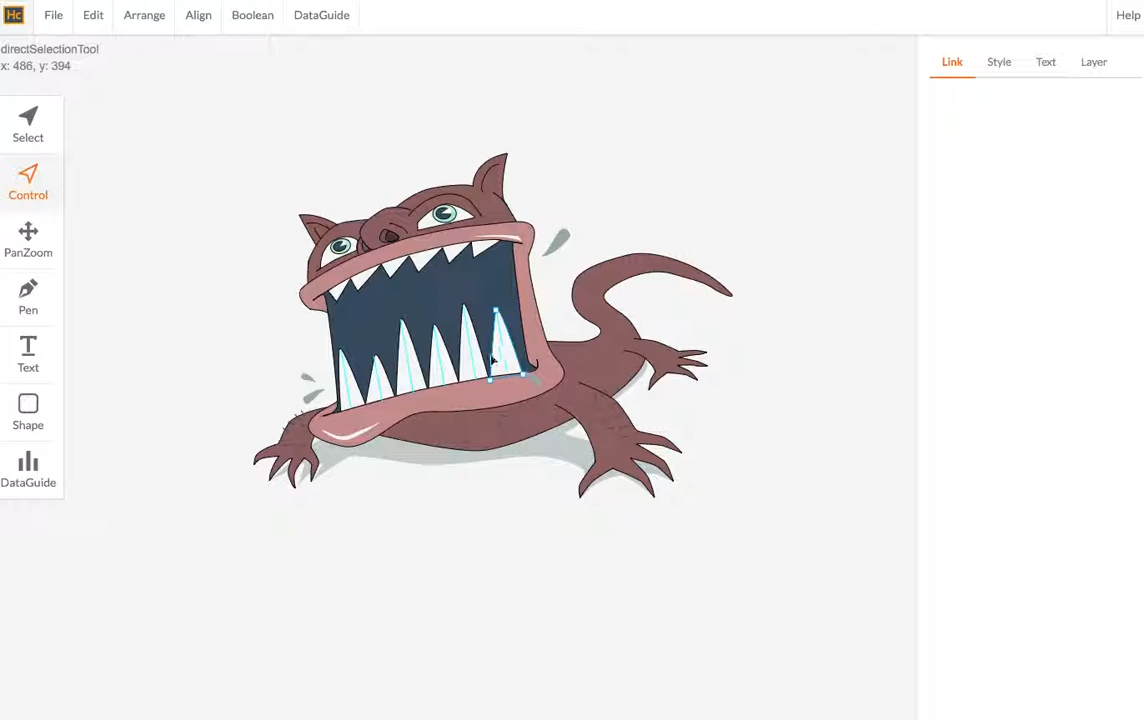 Hc File Edit Arrange Align Boolean DataGuide Help
directSelectionTool
x: 486, y: 394
Link Style Text Layer
Select
Control
PanZoom
Pen
Text
Shape
DataGuide